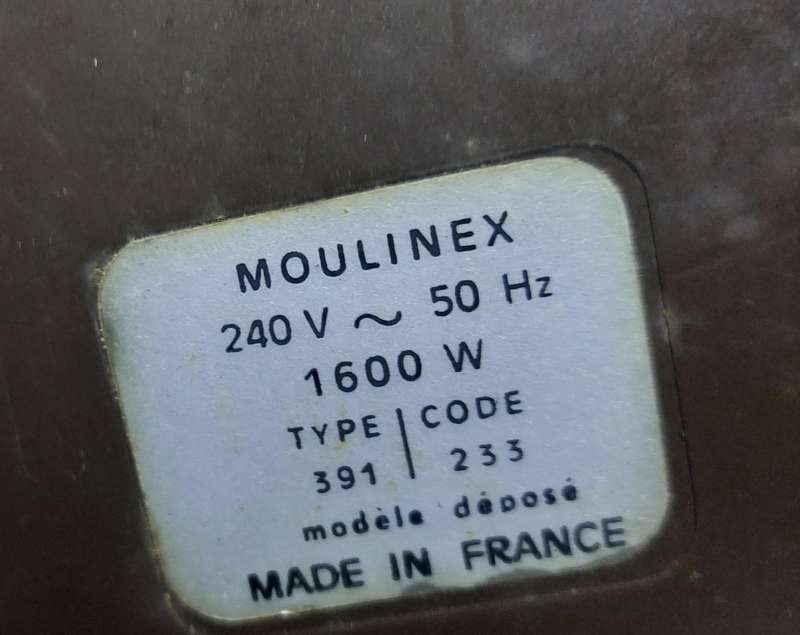 MOULINEX
240 V ~ 50 Hz
1600 W
TYPE | CODE
391 | 233
modèle déposé
MADE IN FRANCE